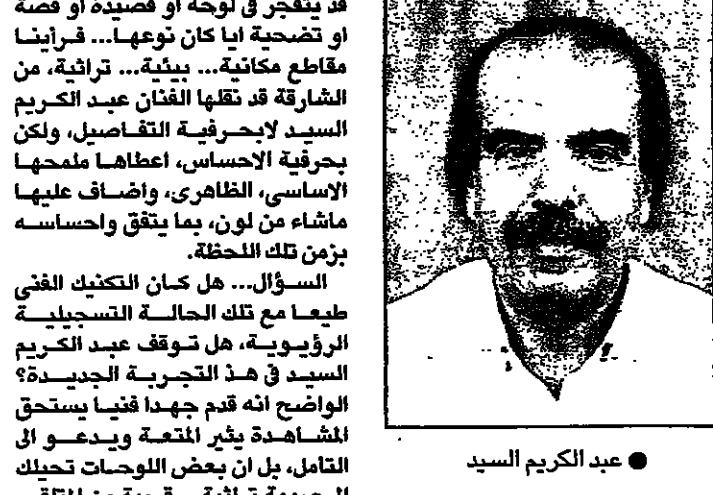 قد يتفجر في لوحة او قصيدة او قصة
او تضحية ايا كان نوعها... فرأينا
مقاطع مكانية... بيئية... تراثية، من
الشارقة قد نقلها الفنان عبد الكريم
السيد لابحرفية التفاصيل، ولكن
بحرفية الاحساس، اعطاها ملمحها
الاساسي، الظاهرى، واضاف عليها
ماشاء من لون، بما يتفق واحساسه
بزمن تلك اللحظة.
السؤال... هل كان التكنيك الفني
طيعا مع تلك الحالة التسجيلية
الرؤيوية، هل توقف عبد الكريم
السيد في هذ التجربة الجديدة؟
الواضح انه قدم جهدا فنيا يستحق
المشاهدة يثير المتعة ويدعو الى
التامل، بل ان بعض اللوحات تحيلك
● عبد الكريم السيد